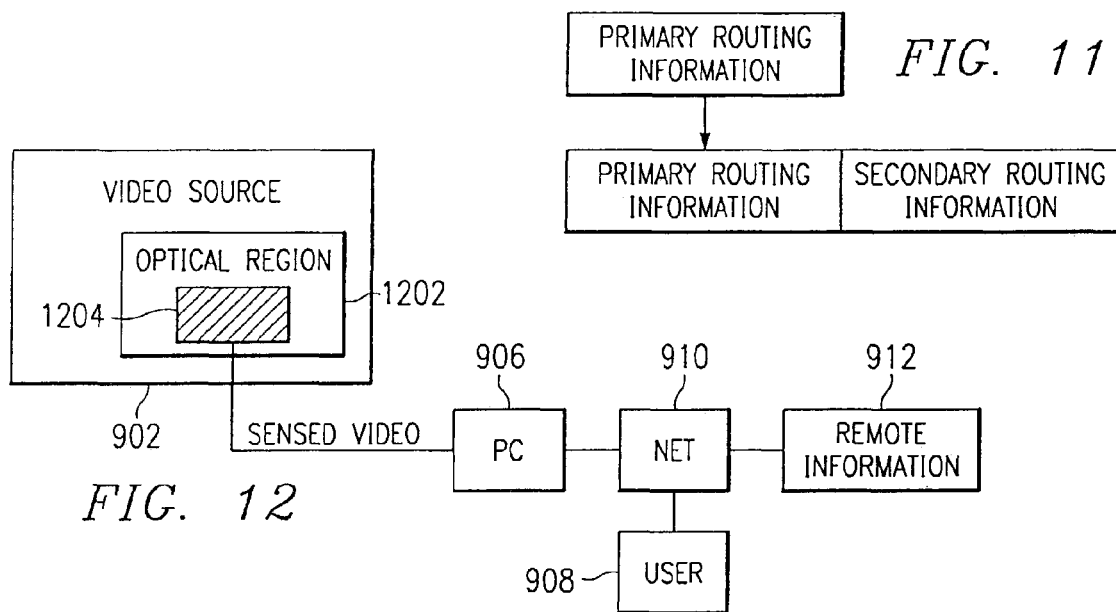 PRIMARY ROUTING
INFORMATION
FIG. 11
PRIMARY ROUTING
INFORMATION
SECONDARY ROUTING
INFORMATION
VIDEO SOURCE
OPTICAL REGION
1204
1202
902
SENSED VIDEO
906
PC
910
NET
912
REMOTE
INFORMATION
908
USER
FIG. 12